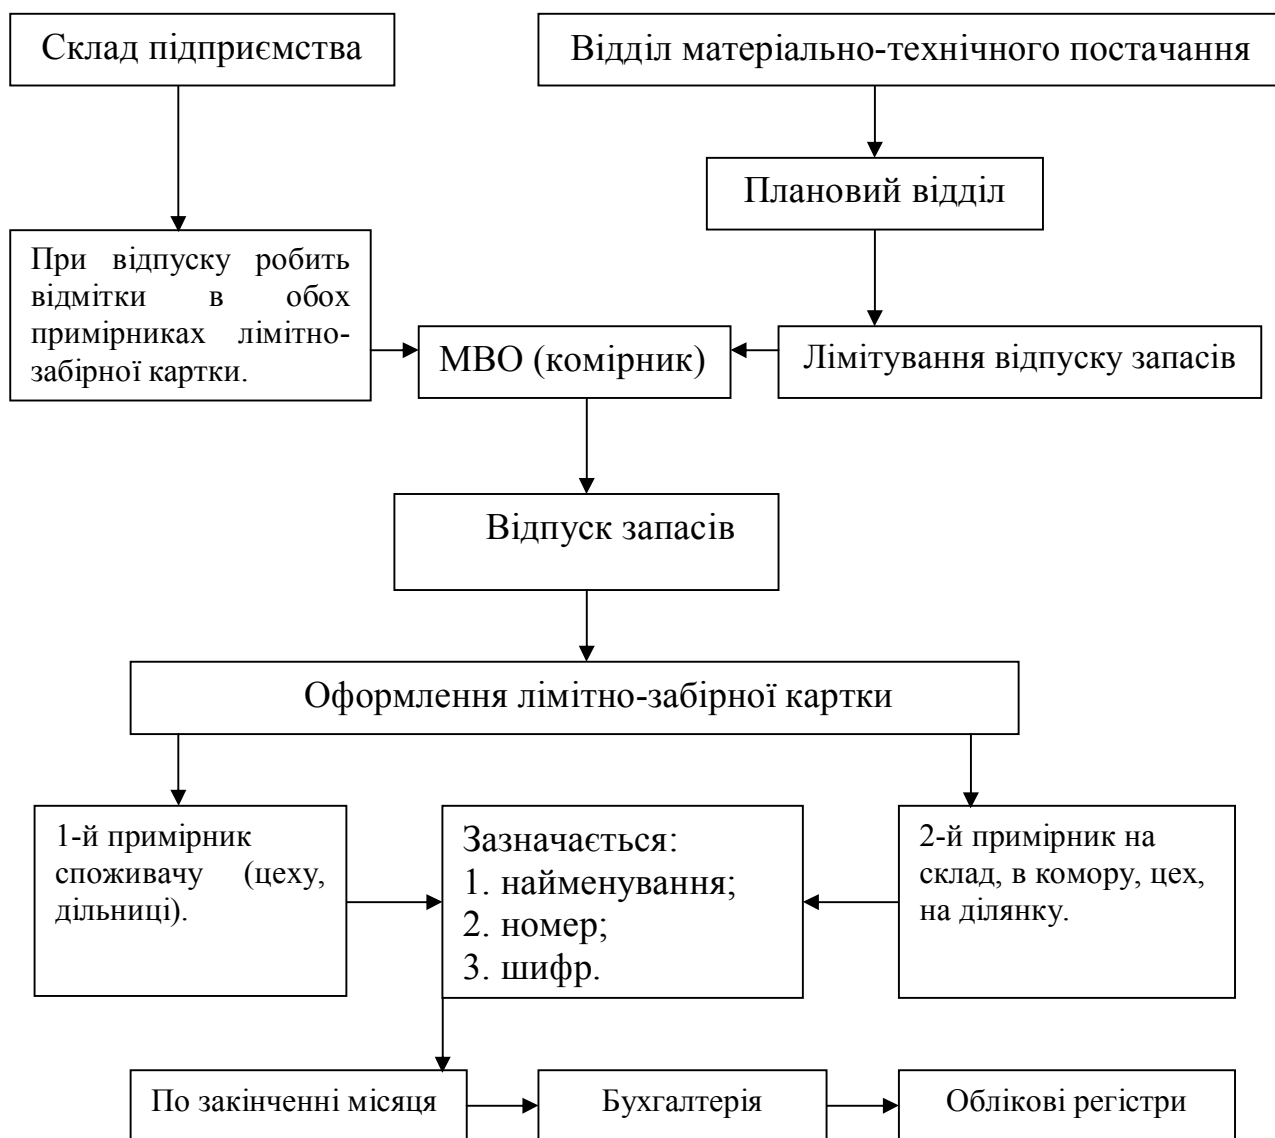 Склад підприємства
Відділ матеріально-технічного постачання
Плановий відділ
При відпуску робить
відмітки в обох
примірниках лімітно-
забірної картки.
МВО (комірник)
Лімітування відпуску запасів
Відпуск запасів
Оформлення лімітно-забірної картки
1-й примірник
споживачу (цеху,
дільниці).
Зазначається:
1. найменування;
2. номер;
3. шифр.
2-й примірник на
склад, в комору, цех,
на ділянку.
По закінченні місяця
Бухгалтерія
Облікові регістри